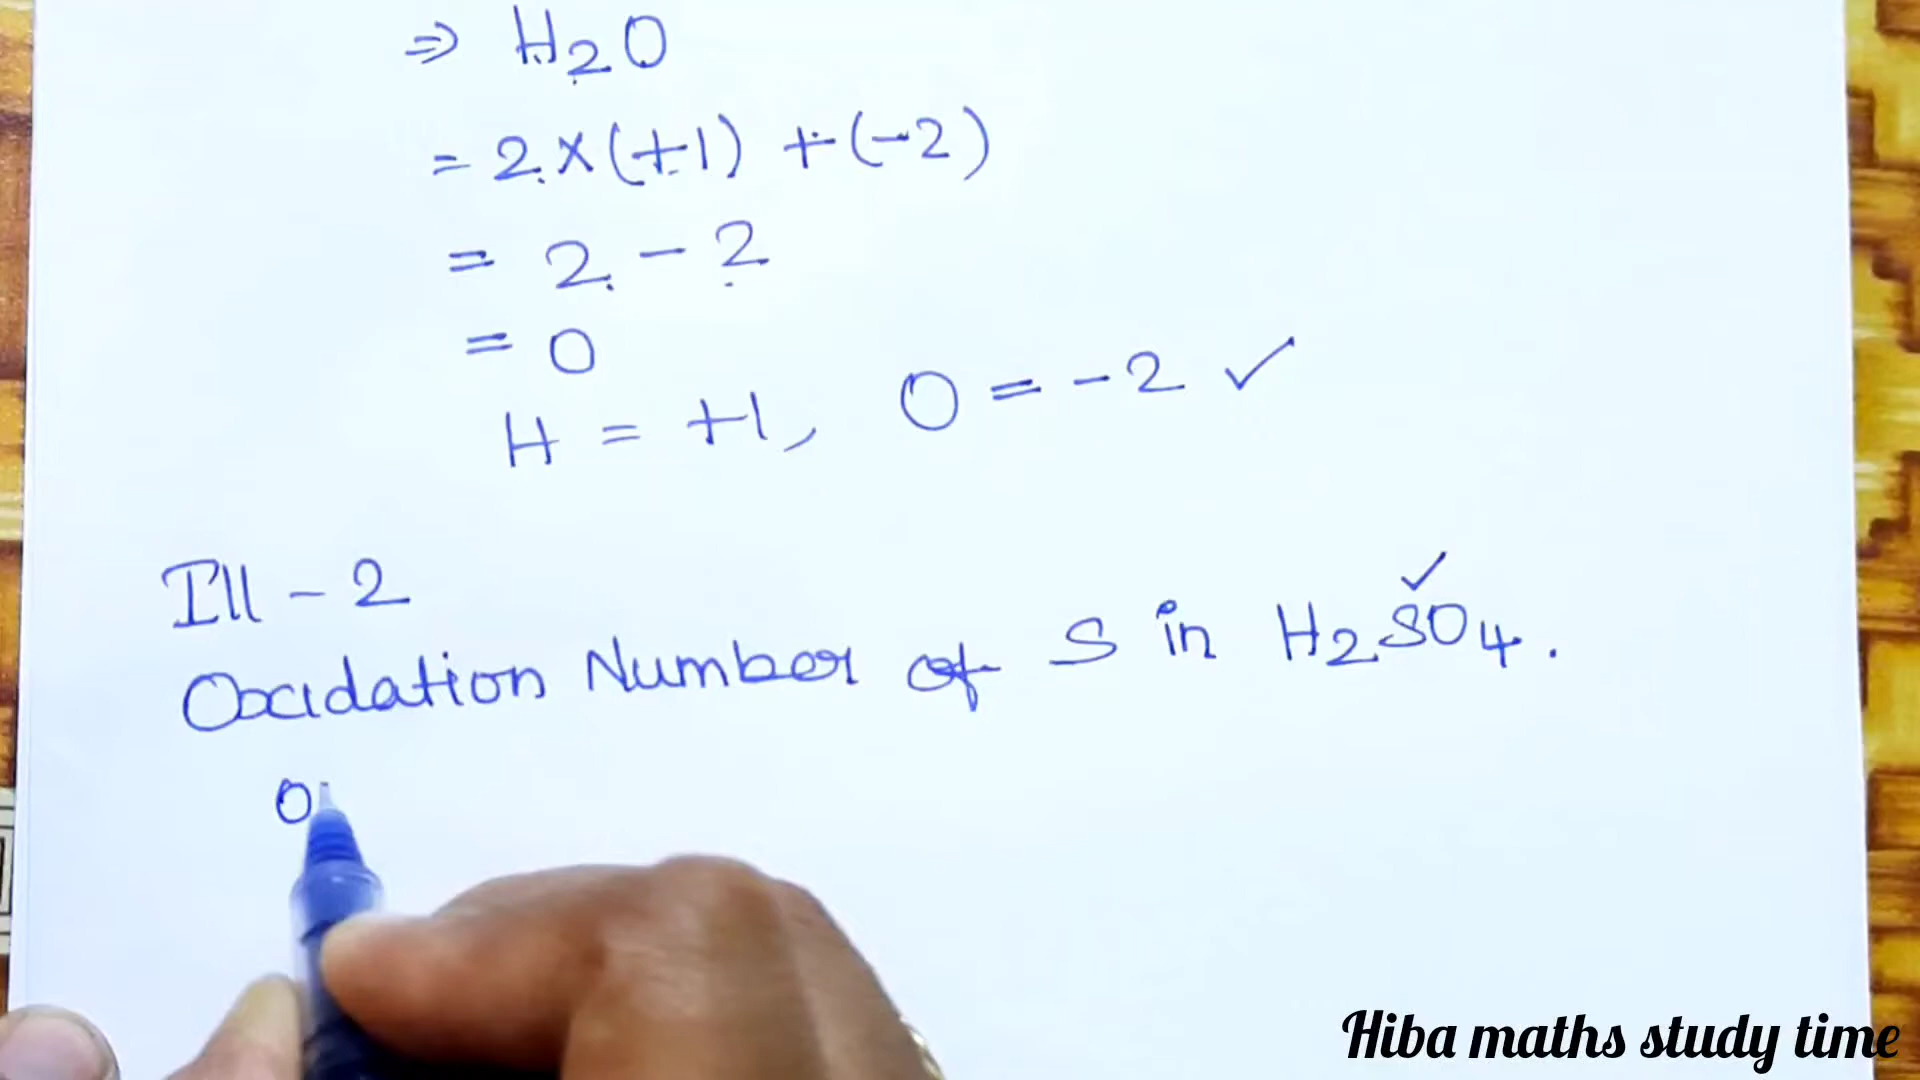 ⇒ H2O
= 2×(+1) +(-2)
= 2 - 2
= 0
H = +1, O = -2 ✓
Ill - 2
Oxidation Number of S in H2SO4.
O
Hiba maths study time